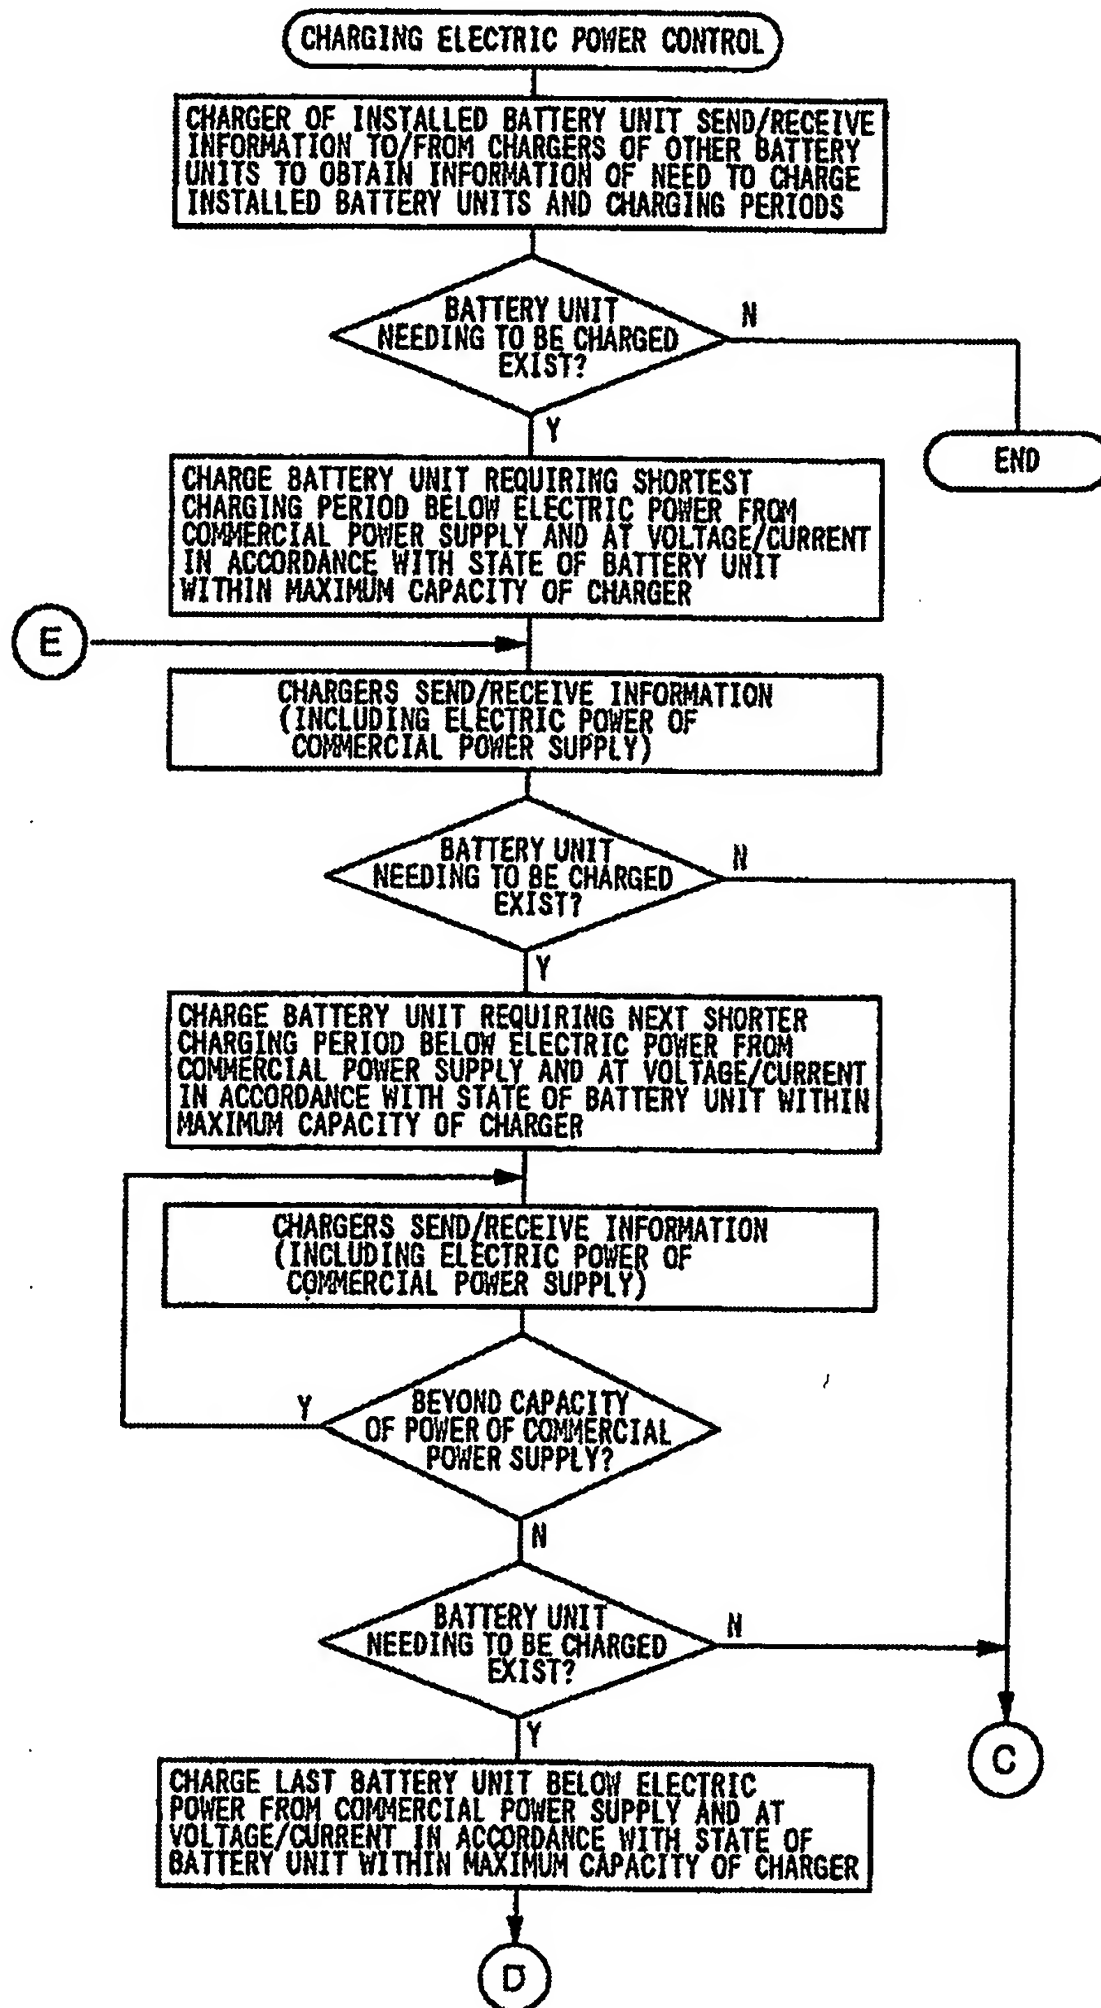 CHARGING ELECTRIC POWER CONTROL
CHARGER OF INSTALLED BATTERY UNIT SEND/RECEIVE
INFORMATION TO/FROM CHARGERS OF OTHER BATTERY
UNITS TO OBTAIN INFORMATION OF NEED TO CHARGE
INSTALLED BATTERY UNITS AND CHARGING PERIODS
BATTERY UNIT
NEEDING TO BE CHARGED
EXIST?
N
Y
END
CHARGE BATTERY UNIT REQUIRING SHORTEST
CHARGING PERIOD BELOW ELECTRIC POWER FROM
COMMERCIAL POWER SUPPLY AND AT VOLTAGE/CURRENT
IN ACCORDANCE WITH STATE OF BATTERY UNIT
WITHIN MAXIMUM CAPACITY OF CHARGER
E
CHARGERS SEND/RECEIVE INFORMATION
(INCLUDING ELECTRIC POWER OF
COMMERCIAL POWER SUPPLY)
BATTERY UNIT
NEEDING TO BE CHARGED
EXIST?
N
Y
CHARGE BATTERY UNIT REQUIRING NEXT SHORTER
CHARGING PERIOD BELOW ELECTRIC POWER FROM
COMMERCIAL POWER SUPPLY AND AT VOLTAGE/CURRENT
IN ACCORDANCE WITH STATE OF BATTERY UNIT WITHIN
MAXIMUM CAPACITY OF CHARGER
CHARGERS SEND/RECEIVE INFORMATION
(INCLUDING ELECTRIC POWER OF
COMMERCIAL POWER SUPPLY)
Y
BEYOND CAPACITY
OF POWER OF COMMERCIAL
POWER SUPPLY?
N
BATTERY UNIT
NEEDING TO BE CHARGED
EXIST?
N
Y
C
CHARGE LAST BATTERY UNIT BELOW ELECTRIC
POWER FROM COMMERCIAL POWER SUPPLY AND AT
VOLTAGE/CURRENT IN ACCORDANCE WITH STATE OF
BATTERY UNIT WITHIN MAXIMUM CAPACITY OF CHARGER
D